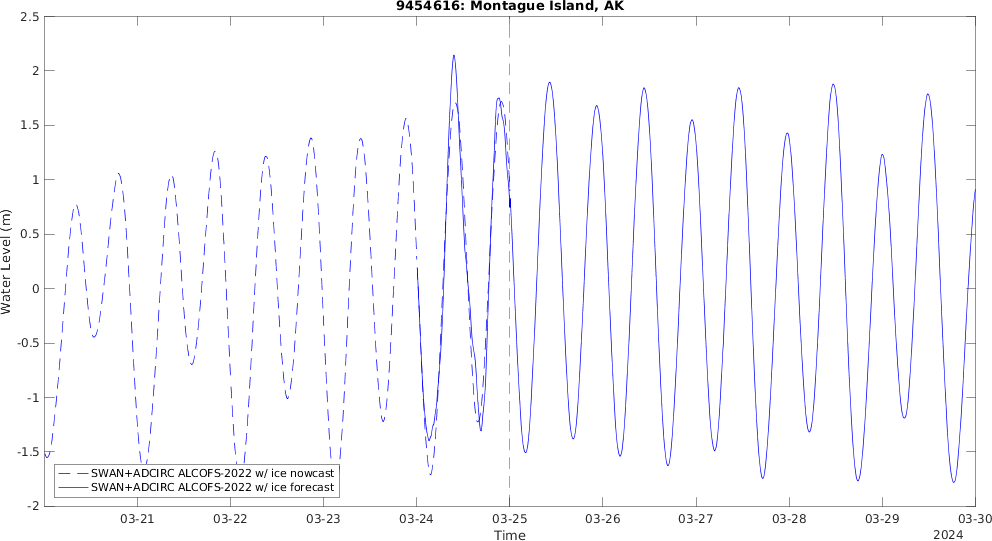 9454616: Montague Island, AK
2.5
2
1.5
1
0.5
0
-0.5
-1
-1.5
-2
Water Level (m)
SWAN+ADCIRC ALCOFS-2022 w/ ice nowcast
SWAN+ADCIRC ALCOFS-2022 w/ ice forecast
03-21 03-22 03-23 03-24 03-25 03-26 03-27 03-28 03-29 03-30
Time
2024